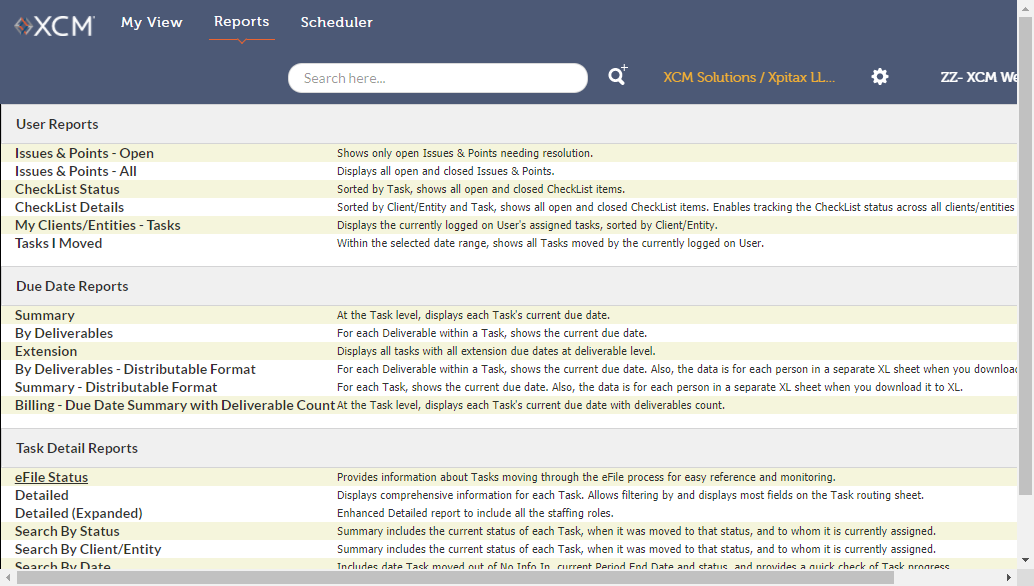 XCM My View Reports Scheduler
Search here... XCM Solutions / Xpitax LL... ZZ- XCM We
User Reports
Issues & Points - Open Shows only open Issues & Points needing resolution.
Issues & Points - All Displays all open and closed Issues & Points.
CheckList Status Sorted by Task, shows all open and closed CheckList items.
CheckList Details Sorted by Client/Entity and Task, shows all open and closed CheckList items. Enables tracking the CheckList status across all clients/entities
My Clients/Entities - Tasks Displays the currently logged on User's assigned tasks, sorted by Client/Entity.
Tasks I Moved Within the selected date range, shows all Tasks moved by the currently logged on User.
Due Date Reports
Summary At the Task level, displays each Task's current due date.
By Deliverables For each Deliverable within a Task, shows the current due date.
Extension Displays all tasks with all extension due dates at deliverable level.
By Deliverables - Distributable Format For each Deliverable within a Task, shows the current due date. Also, the data is for each person in a separate XL sheet when you downloa
Summary - Distributable Format For each Task, shows the current due date. Also, the data is for each person in a separate XL sheet when you download it to XL.
Billing - Due Date Summary with Deliverable Count At the Task level, displays each Task's current due date with deliverables count.
Task Detail Reports
eFile Status Provides information about Tasks moving through the eFile process for easy reference and monitoring.
Detailed Displays comprehensive information for each Task. Allows filtering by and displays most fields on the Task routing sheet.
Detailed (Expanded) Enhanced Detailed report to include all the staffing roles.
Search By Status Summary includes the current status of each Task, when it was moved to that status, and to whom it is currently assigned.
Search By Client/Entity Summary includes the current status of each Task, when it was moved to that status, and to whom it is currently assigned.
Search By Date Includes date Task moved out of No Info In, current Period End Date and status, and provides a quick check of Task progress